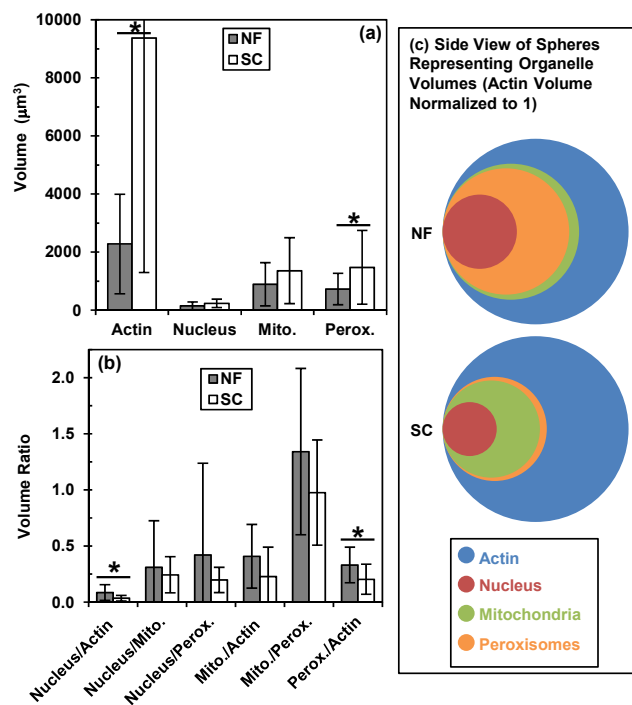 (a)
NF
SC
*
*
10000
8000
6000
4000
2000
0
Volume (µm³)
Actin Nucleus Mito. Perox.
(b)
NF
SC
*
*
2.0
1.5
1.0
0.5
0.0
Volume Ratio
Nucleus/Actin
Nucleus/Mito.
Nucleus/Perox.
Mito./Actin
Mito./Perox.
Perox./Actin
(c) Side View of Spheres
Representing Organelle
Volumes (Actin Volume
Normalized to 1)
NF
SC
Actin
Nucleus
Mitochondria
Peroxisomes